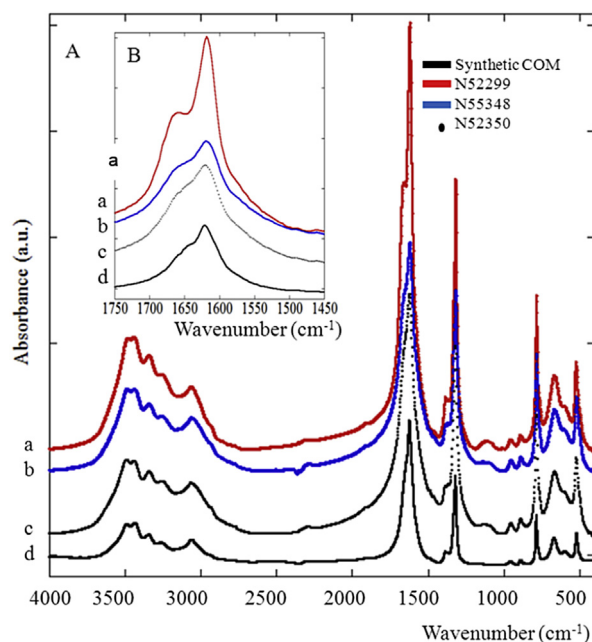 A
B
Synthetic COM
N52299
N55348
N52350
a
a
b
c
d
1750 1700 1650 1600 1550 1500 1450
Wavenumber (cm-1)
Absorbance (a.u.)
a
b
c
d
4000 3500 3000 2500 2000 1500 1000 500
Wavenumber (cm-1)